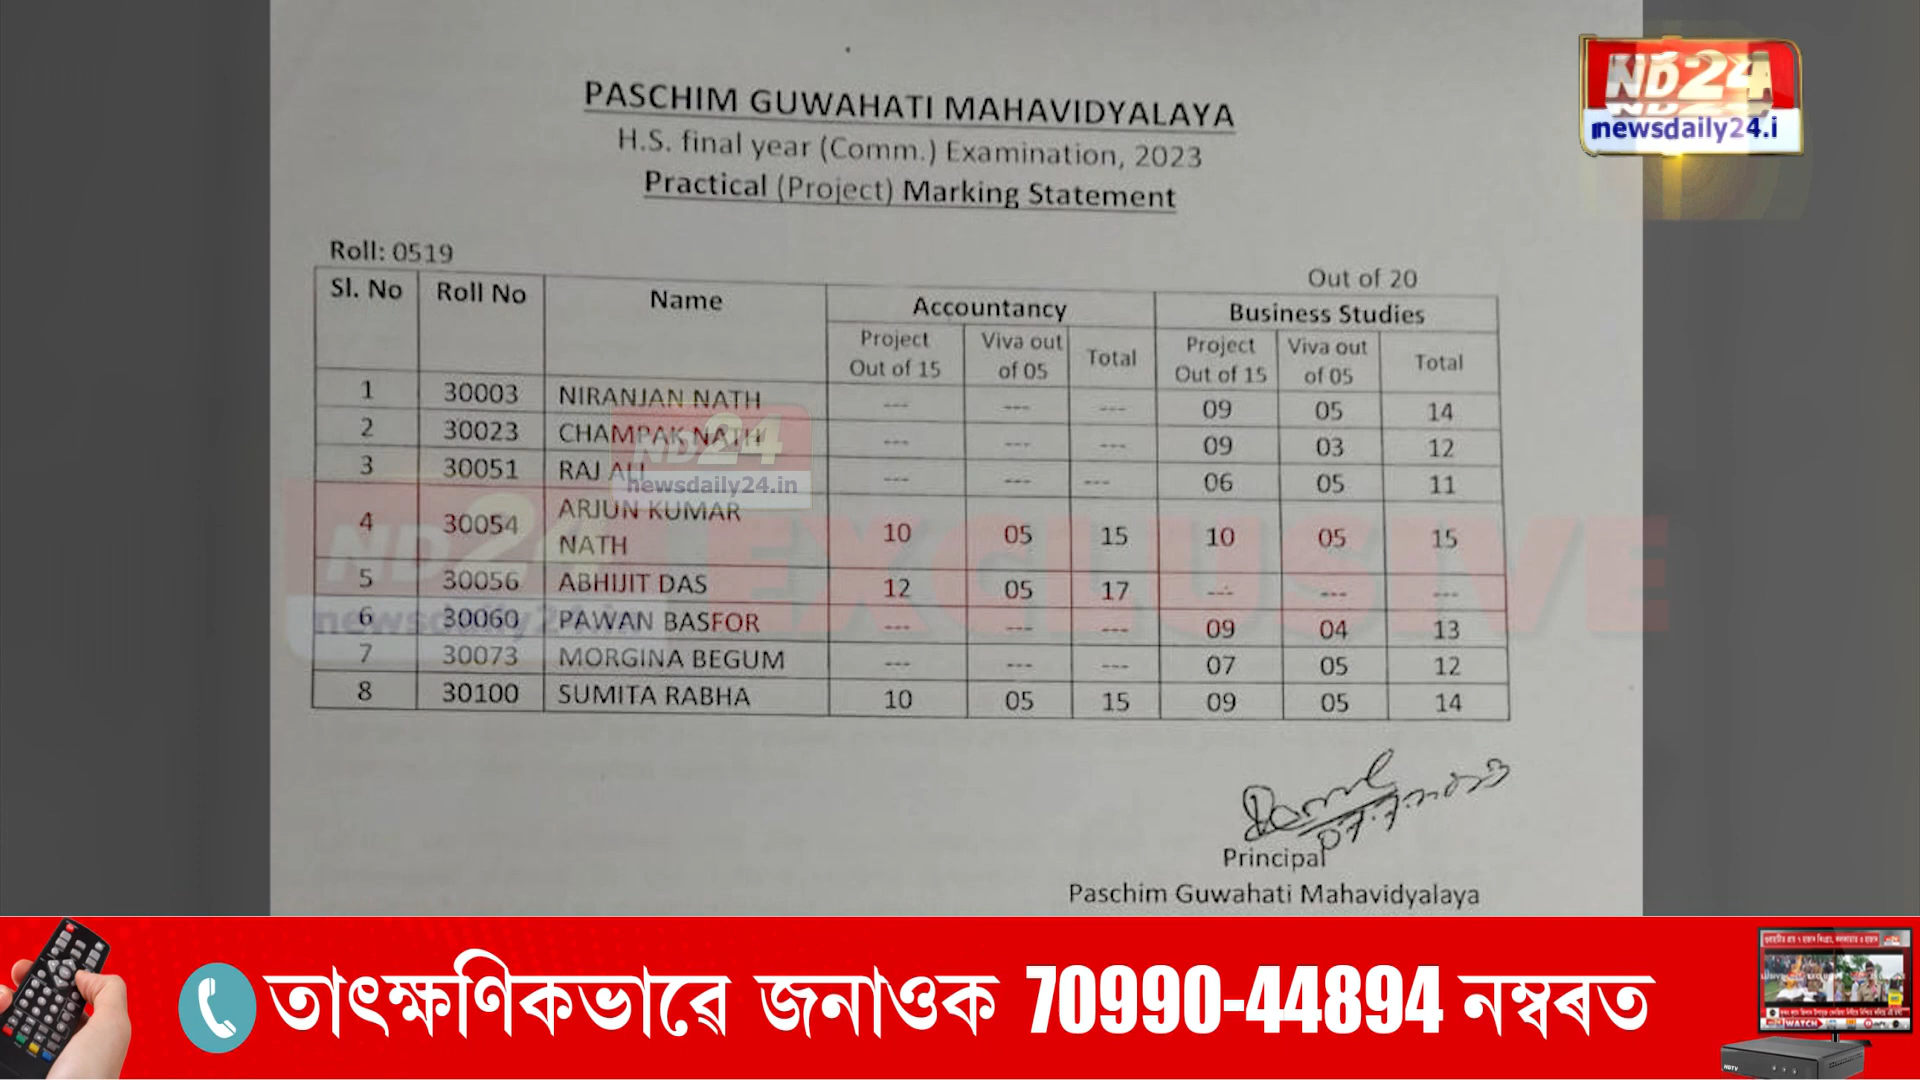 PASCHIM GUWAHATI MAHAVIDYALAYA
H.S. final year (Comm.) Examination, 2023
Practical (Project) Marking Statement
ND24
newsdaily24.i
Roll: 0519
Out of 20
Sl. No Roll No Name Accountancy Business Studies
Project Out of 15 Viva out of 05 Total Project Out of 15 Viva out of 05 Total
1 30003 NIRANJAN NATH --- --- --- 09 05 14
2 30023 CHAMPAK NATH --- --- --- 09 03 12
3 30051 RAJ ALI --- --- --- 06 05 11
4 30054 ARJUN KUMAR NATH 10 05 15 10 05 15
5 30056 ABHIJIT DAS 12 05 17 --- --- ---
6 30060 PAWAN BASFOR --- --- --- 09 04 13
7 30073 MORGINA BEGUM --- --- --- 07 05 12
8 30100 SUMITA RABHA 10 05 15 09 05 14
ND24
newsdaily24.in
ND24 EXCLUSIVE
newsdaily24.in
Principal
Paschim Guwahati Mahavidyalaya
তাৎক্ষণিকভাৱে জনাওক 70990-44894 নম্বৰত